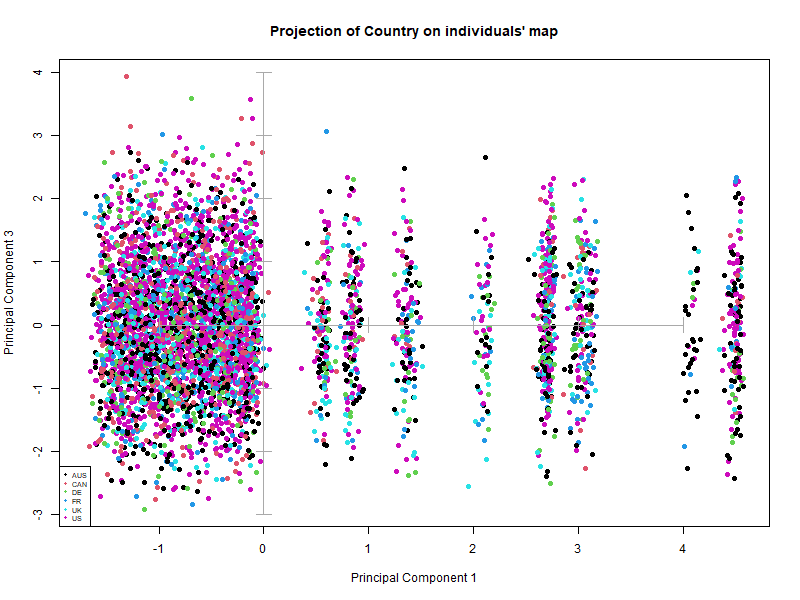 Projection of Country on individuals' map
Principal Component 3
4
3
2
1
0
-1
-2
-3
AUS
CAN
DE
FR
UK
US
-1 0 1 2 3 4
Principal Component 1